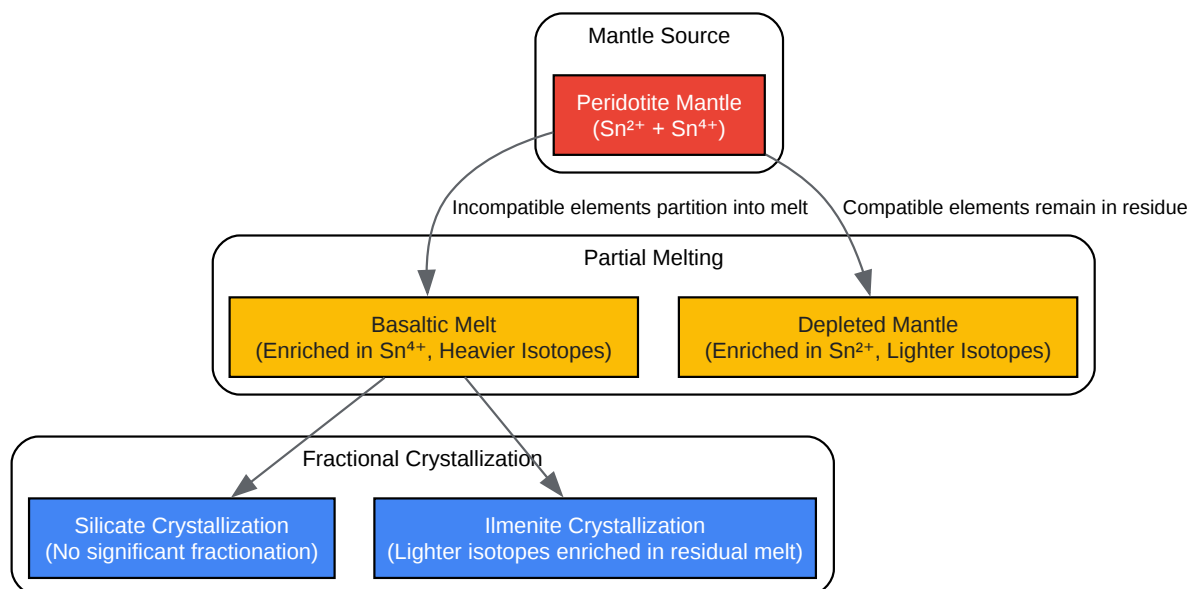 Mantle Source
Peridotite Mantle
(Sn²⁺ + Sn⁴⁺)
Incompatible elements partition into melt
Compatible elements remain in residue
Partial Melting
Basaltic Melt
(Enriched in Sn⁴⁺, Heavier Isotopes)
Depleted Mantle
(Enriched in Sn²⁺, Lighter Isotopes)
Fractional Crystallization
Silicate Crystallization
(No significant fractionation)
Ilmenite Crystallization
(Lighter isotopes enriched in residual melt)